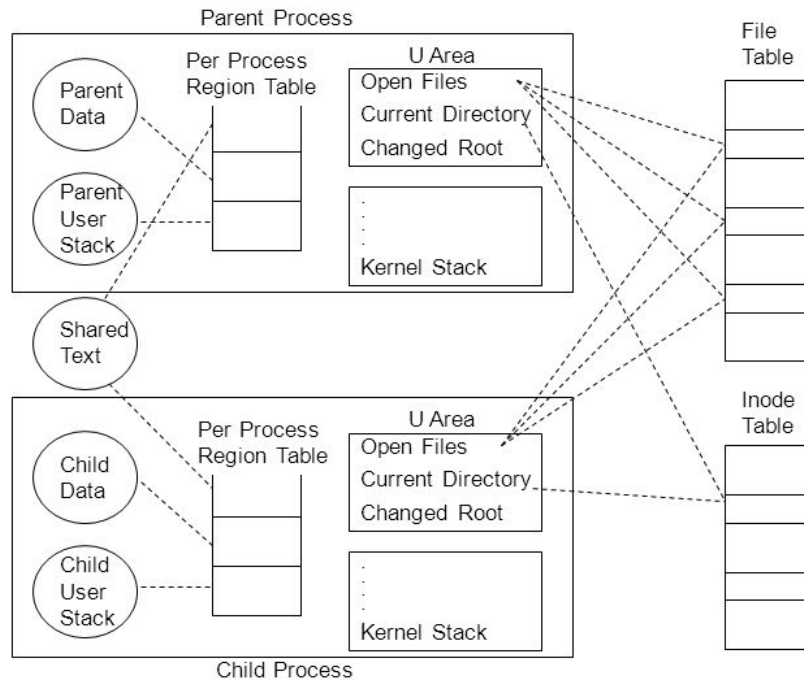 Parent Process
Per Process
Region Table
U Area
Parent
Data
Open Files
Current Directory
Changed Root
Parent
User
Stack
.
.
.
.
Kernel Stack
Shared
Text
File
Table
Per Process
Region Table
U Area
Child
Data
Open Files
Current Directory
Changed Root
Child
User
Stack
.
.
.
.
Kernel Stack
Child Process
Inode
Table